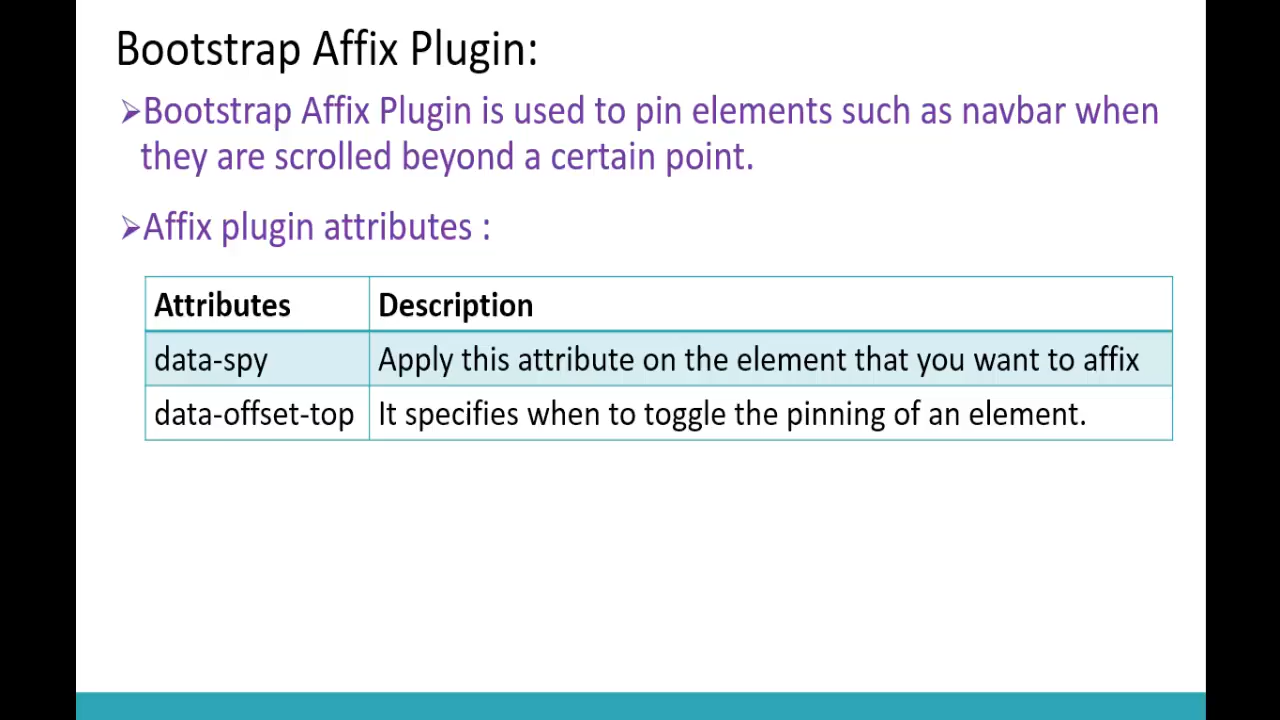 Bootstrap Affix Plugin:
➢Bootstrap Affix Plugin is used to pin elements such as navbar when
they are scrolled beyond a certain point.
➢Affix plugin attributes :
Attributes Description
data-spy Apply this attribute on the element that you want to affix
data-offset-top It specifies when to toggle the pinning of an element.